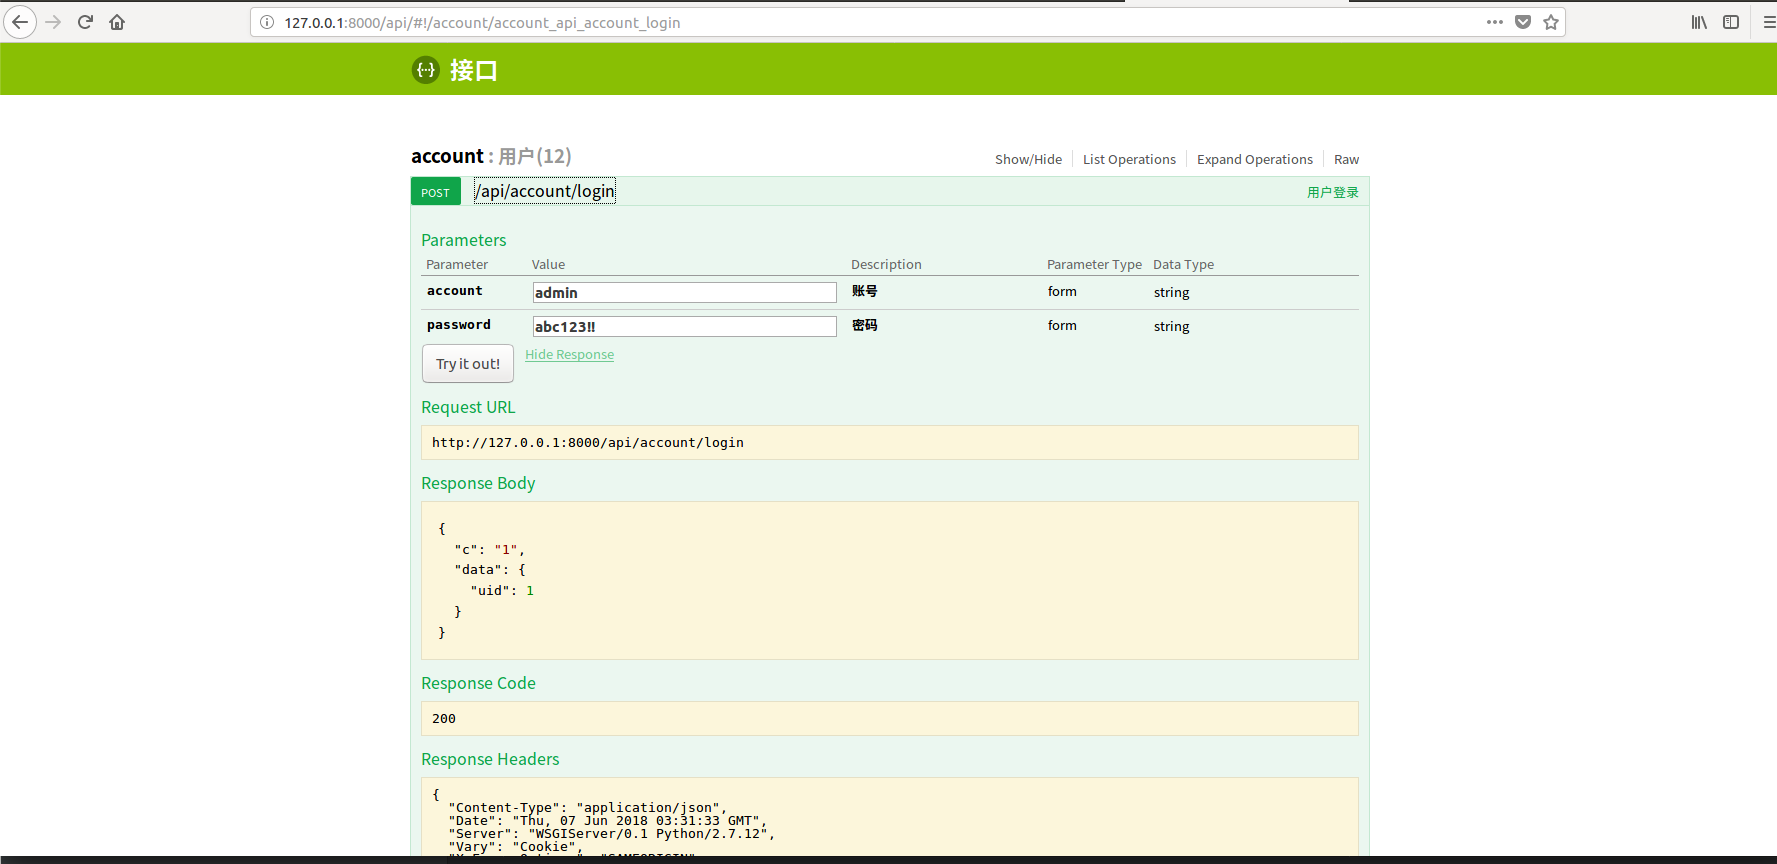 127.0.0.1:8000/api/#!/account/account_api_account_login
{···} 接口
account : 用户(12) Show/Hide List Operations Expand Operations Raw
POST /api/account/login 用户登录
Parameters
Parameter Value Description Parameter Type Data Type
account admin 账号 form string
password abc123!! 密码 form string
Try it out! Hide Response
Request URL
http://127.0.0.1:8000/api/account/login
Response Body
{
"c": "1",
"data": {
"uid": 1
}
}
Response Code
200
Response Headers
{
"Content-Type": "application/json",
"Date": "Thu, 07 Jun 2018 03:31:33 GMT",
"Server": "WSGIServer/0.1 Python/2.7.12",
"Vary": "Cookie",